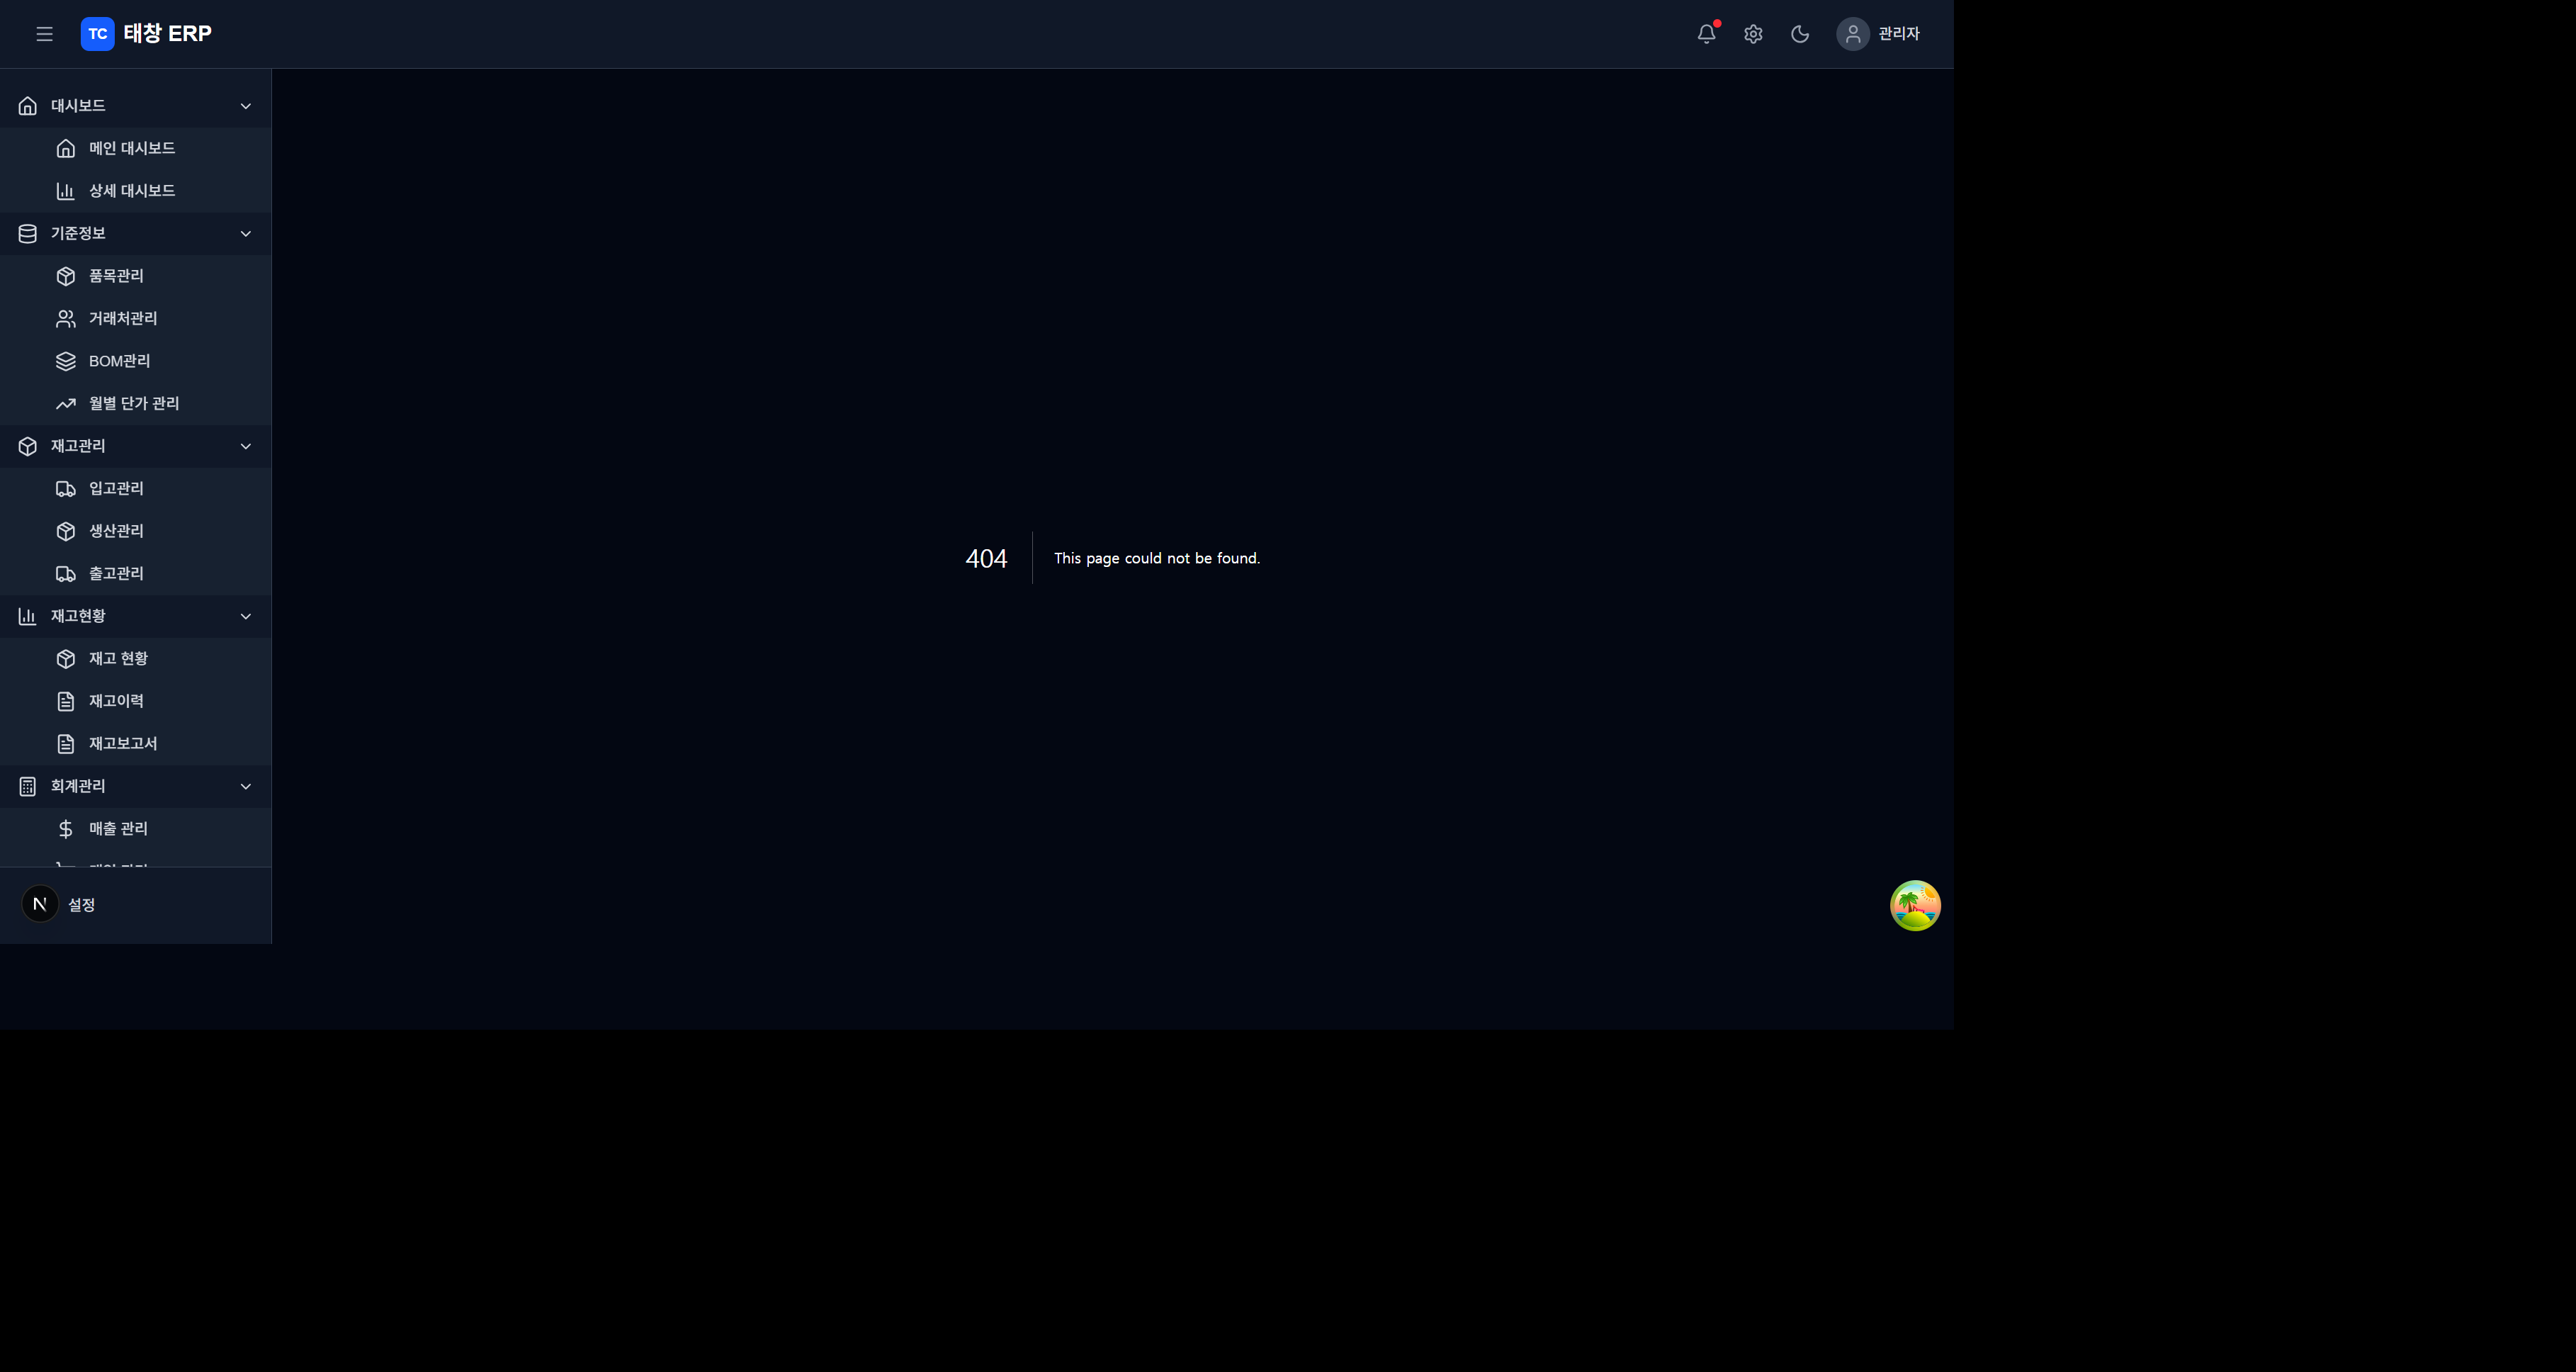 TC 태창 ERP
관리자
대시보드
메인 대시보드
상세 대시보드
기준정보
품목관리
거래처관리
BOM관리
월별 단가 관리
재고관리
입고관리
생산관리
출고관리
재고현황
재고 현황
재고이력
재고보고서
회계관리
매출 관리
N 설정
404
This page could not be found.